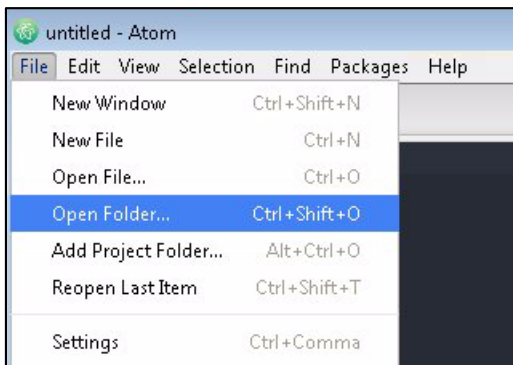 untitled - Atom
File Edit View Selection Find Packages Help
New Window Ctrl+Shift+N
New File Ctrl+N
Open File... Ctrl+O
Open Folder... Ctrl+Shift+O
Add Project Folder... Alt+Ctrl+O
Reopen Last Item Ctrl+Shift+T
Settings Ctrl+Comma